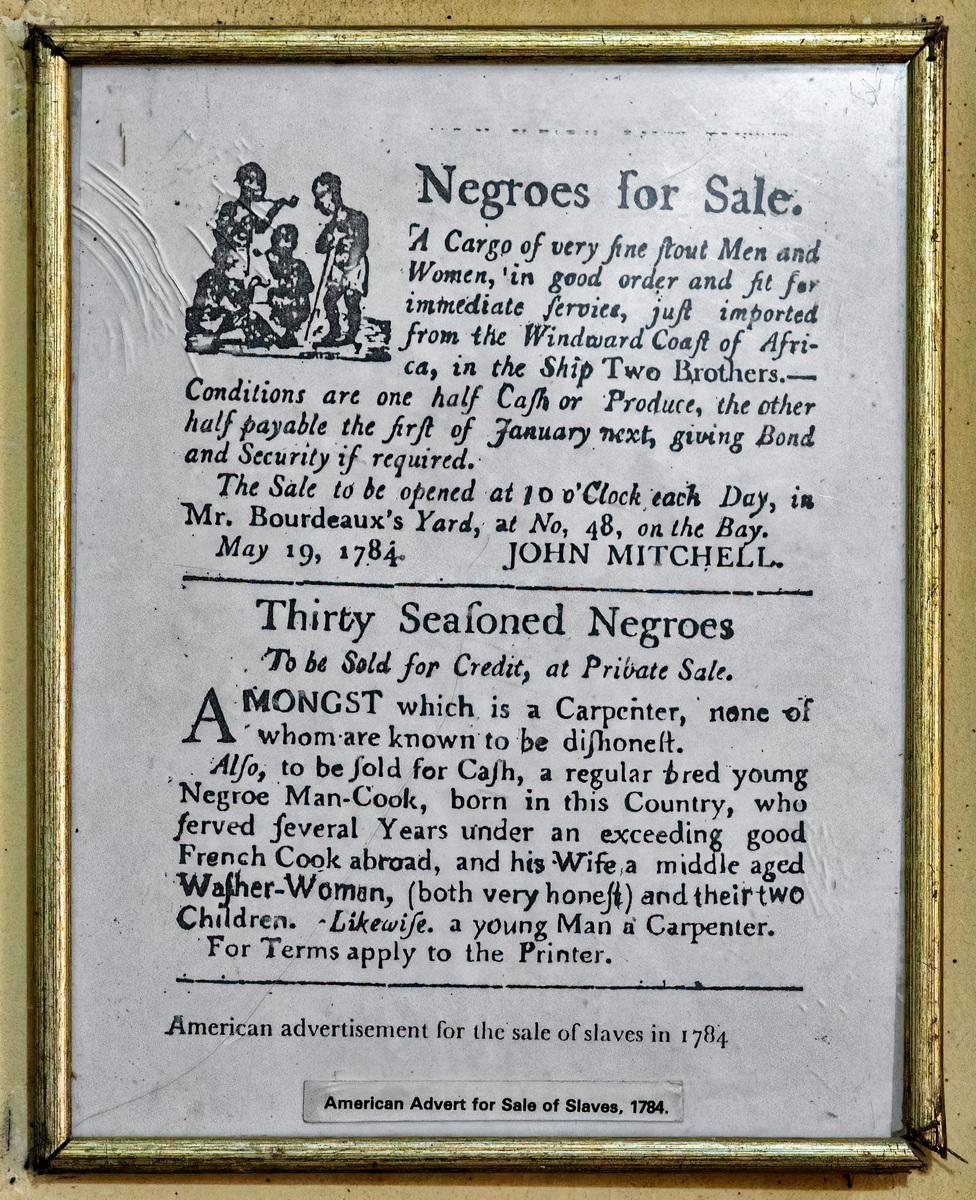 Negroes ſor Sale.
A Cargo of very fine ſtout Men and
Women, in good order and fit for
immediate ſervice, juſt imported
from the Windward Coaſt of Afri-
ca, in the Ship Two Brothers.—
Conditions are one half Caſh or Produce, the other
half payable the firſt of January next, giving Bond
and Security if required.
The Sale to be opened at 10 o'Clock each Day, in
Mr. Bourdeaux's Yard, at No, 48, on the Bay.
May 19, 1784. JOHN MITCHELL.
Thirty Seaſoned Negroes
To be Sold for Credit, at Private Sale.
AMONGST which is a Carpenter, none of
whom are known to be diſhoneſt.
Alſo, to be ſold for Caſh, a regular bred young
Negroe Man-Cook, born in this Country, who
ſerved ſeveral Years under an exceeding good
French Cook abroad, and his Wife a middle aged
Waſher-Woman, (both very honeſt) and their two
Children. Likewiſe. a young Man a Carpenter.
For Terms apply to the Printer.
American advertisement for the sale of slaves in 1784
American Advert for Sale of Slaves, 1784.